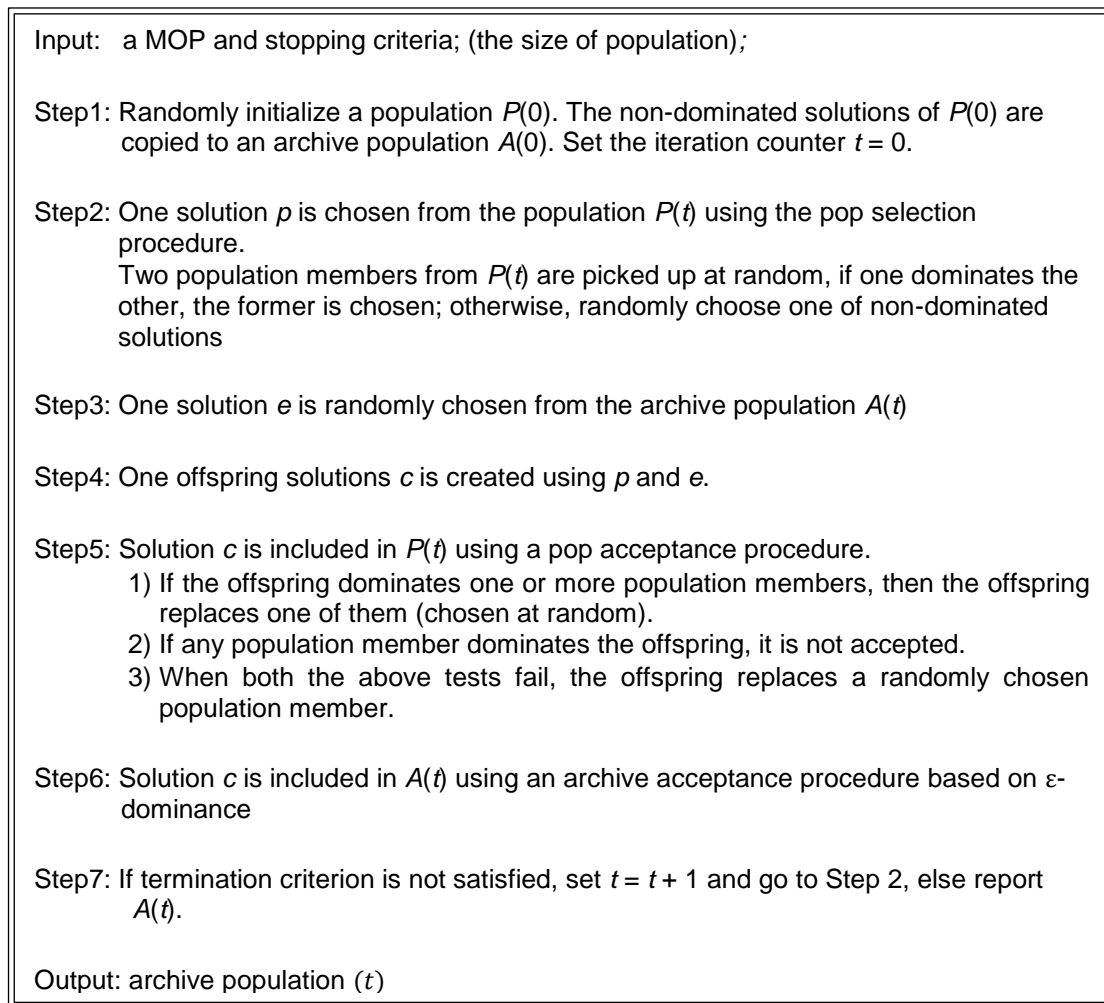 Input: a MOP and stopping criteria; (the size of population);
Step1: Randomly initialize a population P(0). The non-dominated solutions of P(0) are
copied to an archive population A(0). Set the iteration counter t = 0.
Step2: One solution p is chosen from the population P(t) using the pop selection
procedure.
Two population members from P(t) are picked up at random, if one dominates the
other, the former is chosen; otherwise, randomly choose one of non-dominated
solutions
Step3: One solution e is randomly chosen from the archive population A(t)
Step4: One offspring solutions c is created using p and e.
Step5: Solution c is included in P(t) using a pop acceptance procedure.
1) If the offspring dominates one or more population members, then the offspring
replaces one of them (chosen at random).
2) If any population member dominates the offspring, it is not accepted.
3) When both the above tests fail, the offspring replaces a randomly chosen
population member.
Step6: Solution c is included in A(t) using an archive acceptance procedure based on ε-
dominance
Step7: If termination criterion is not satisfied, set t = t + 1 and go to Step 2, else report
A(t).
Output: archive population (t)